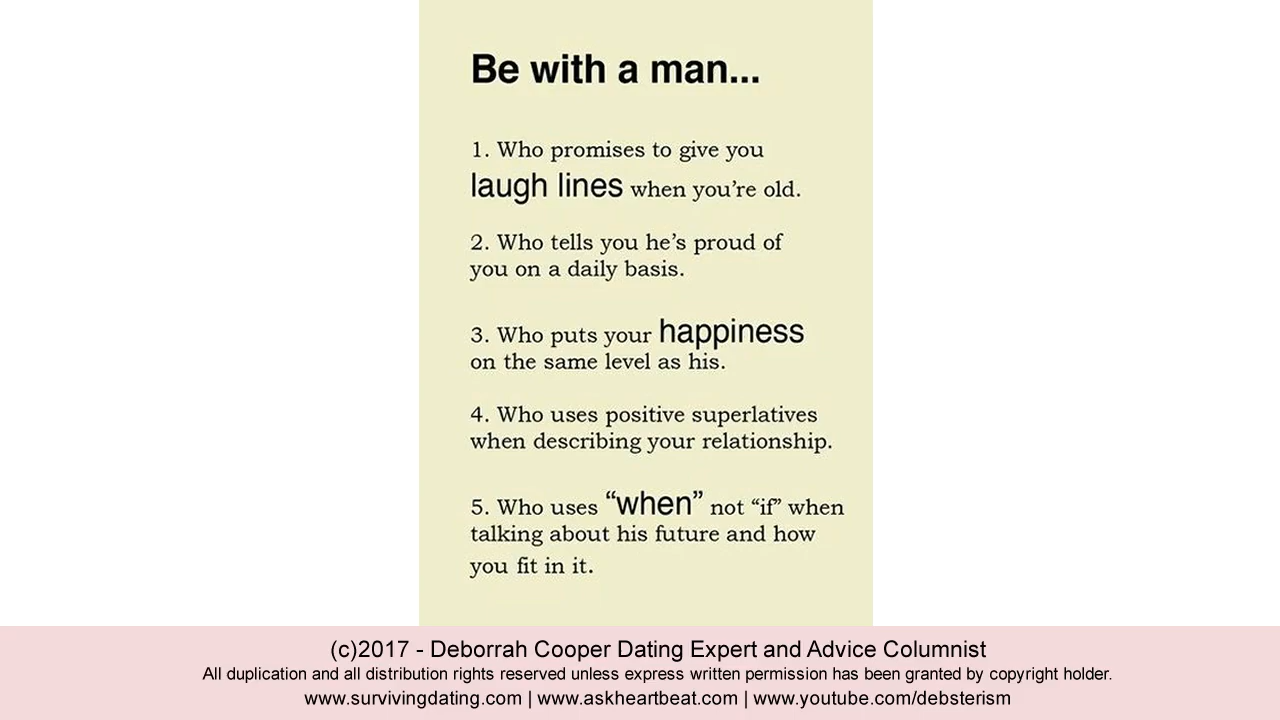 Be with a man...
1. Who promises to give you
laugh lines when you’re old.
2. Who tells you he’s proud of
you on a daily basis.
3. Who puts your happiness
on the same level as his.
4. Who uses positive superlatives
when describing your relationship.
5. Who uses “when” not “if” when
talking about his future and how
you fit in it.
(c)2017 - Deborrah Cooper Dating Expert and Advice Columnist
All duplication and all distribution rights reserved unless express written permission has been granted by copyright holder.
www.survivingdating.com | www.askheartbeat.com | www.youtube.com/debsterism